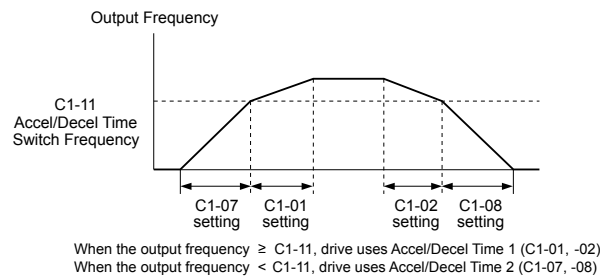 Output Frequency
C1-11
Accel/Decel Time
Switch Frequency
C1-07
setting
C1-01
setting
C1-02
setting
C1-08
setting
When the output frequency ≥ C1-11, drive uses Accel/Decel Time 1 (C1-01, -02)
When the output frequency < C1-11, drive uses Accel/Decel Time 2 (C1-07, -08)